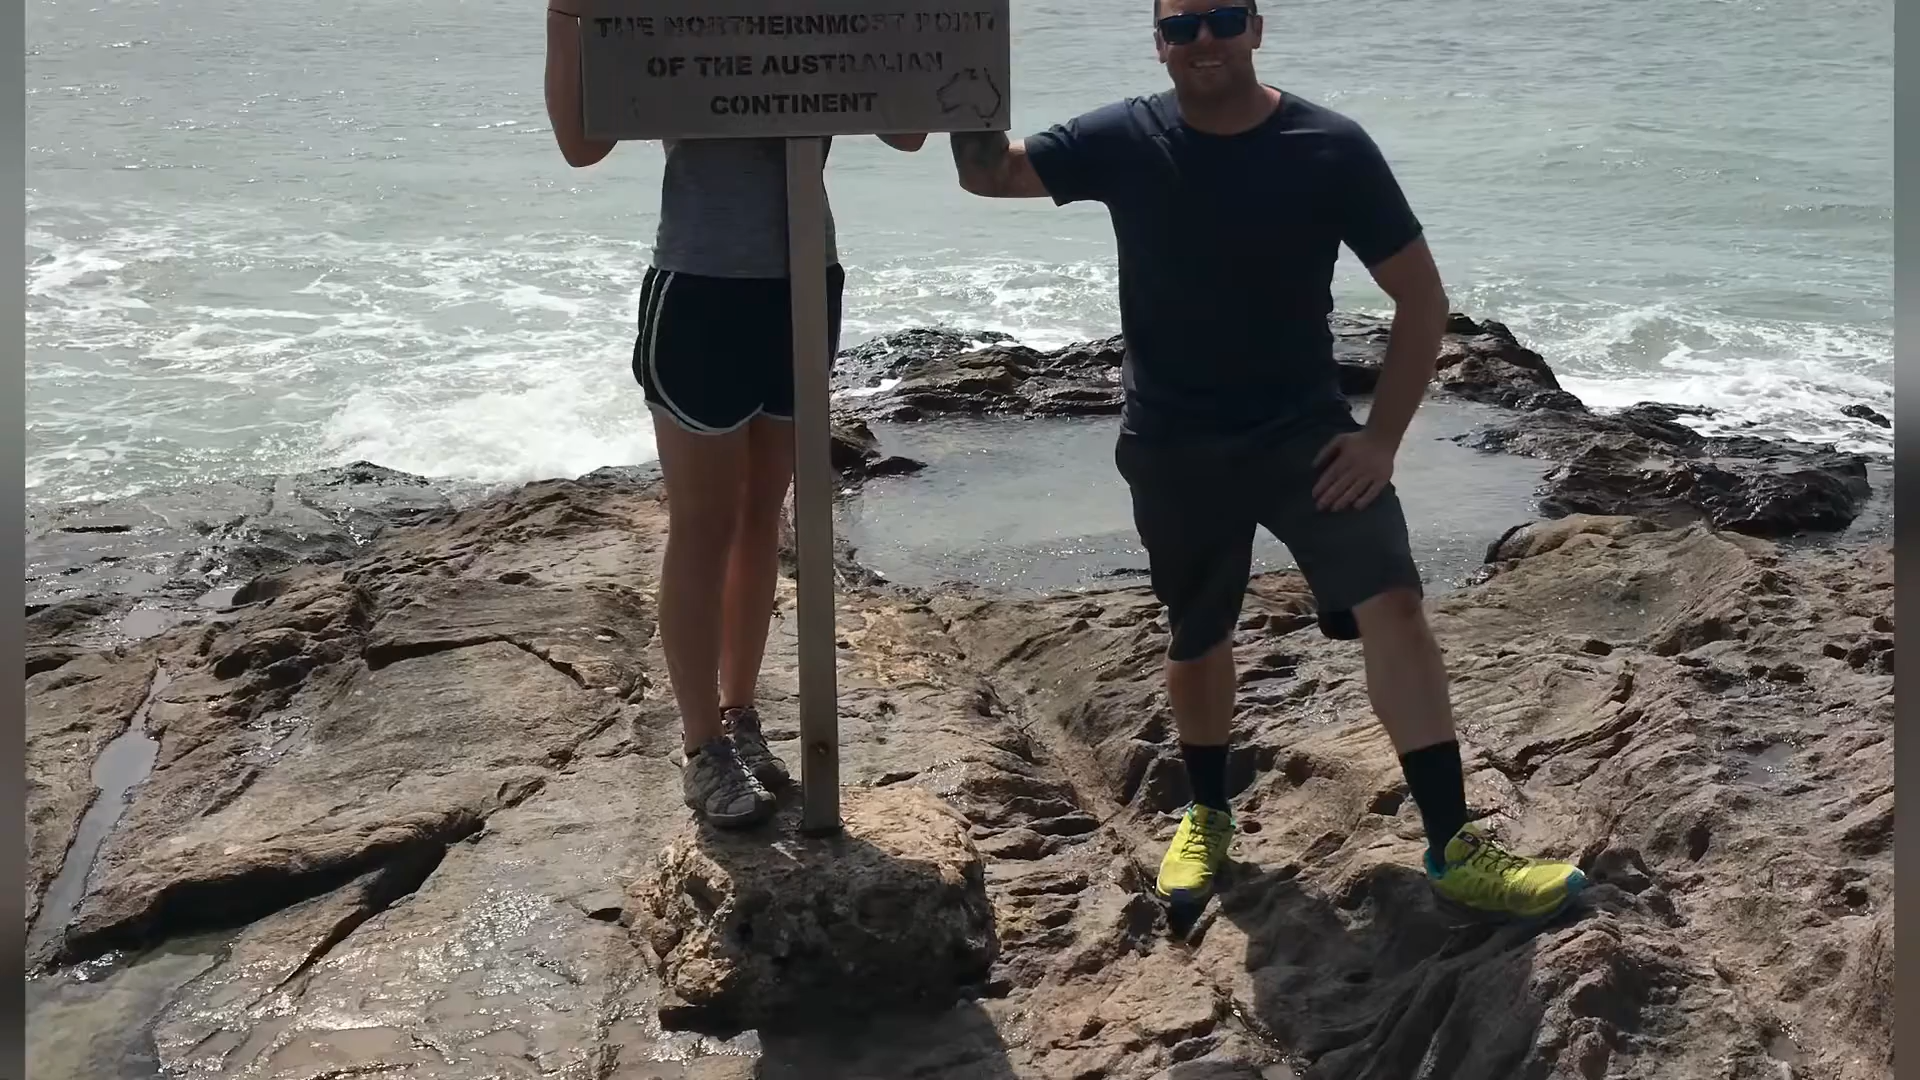 THE NORTHERNMOST POINT
OF THE AUSTRALIAN
CONTINENT